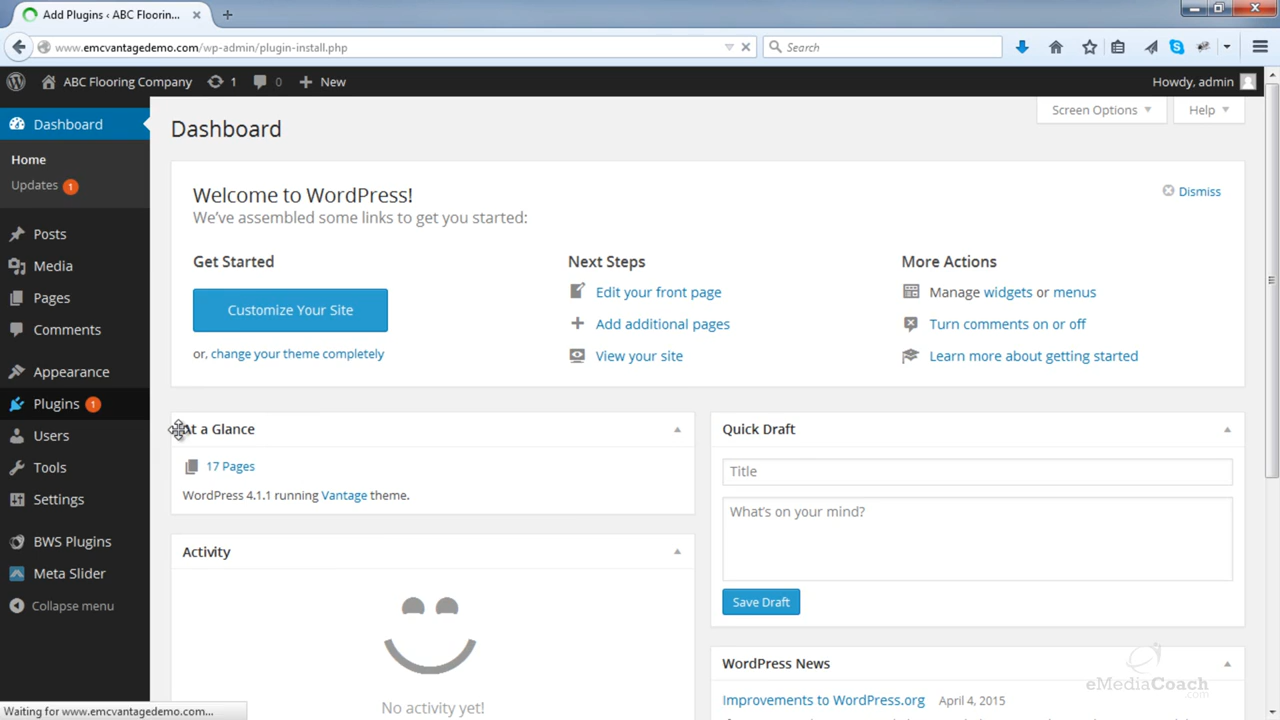 Add Plugins ‹ ABC Floorin...
www.emcvantagedemo.com/wp-admin/plugin-install.php
Search
ABC Flooring Company
1
0
New
Howdy, admin
Dashboard
Home
Updates 1
Posts
Media
Pages
Comments
Appearance
Plugins 1
Users
Tools
Settings
BWS Plugins
Meta Slider
Collapse menu
Dashboard
Screen Options
Help
Welcome to WordPress!
Dismiss
We've assembled some links to get you started:
Get Started
Customize Your Site
or, change your theme completely
Next Steps
Edit your front page
Add additional pages
View your site
More Actions
Manage widgets or menus
Turn comments on or off
Learn more about getting started
At a Glance
17 Pages
WordPress 4.1.1 running Vantage theme.
Activity
No activity yet!
Quick Draft
Title
What's on your mind?
Save Draft
WordPress News
Improvements to WordPress.org April 4, 2015
eMediaCoach
.com
Waiting for www.emcvantagedemo.com...